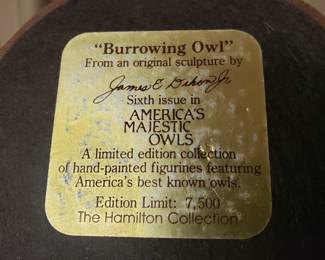 "Burrowing Owl"
From an original sculpture by
James E
Sixth issue in
AMERICA'S
MAJESTIC
OWLS
A limited edition collection
of hand-painted figurines featuring
America's best known owls.
Edition Limit: 7,500
The Hamilton Collection